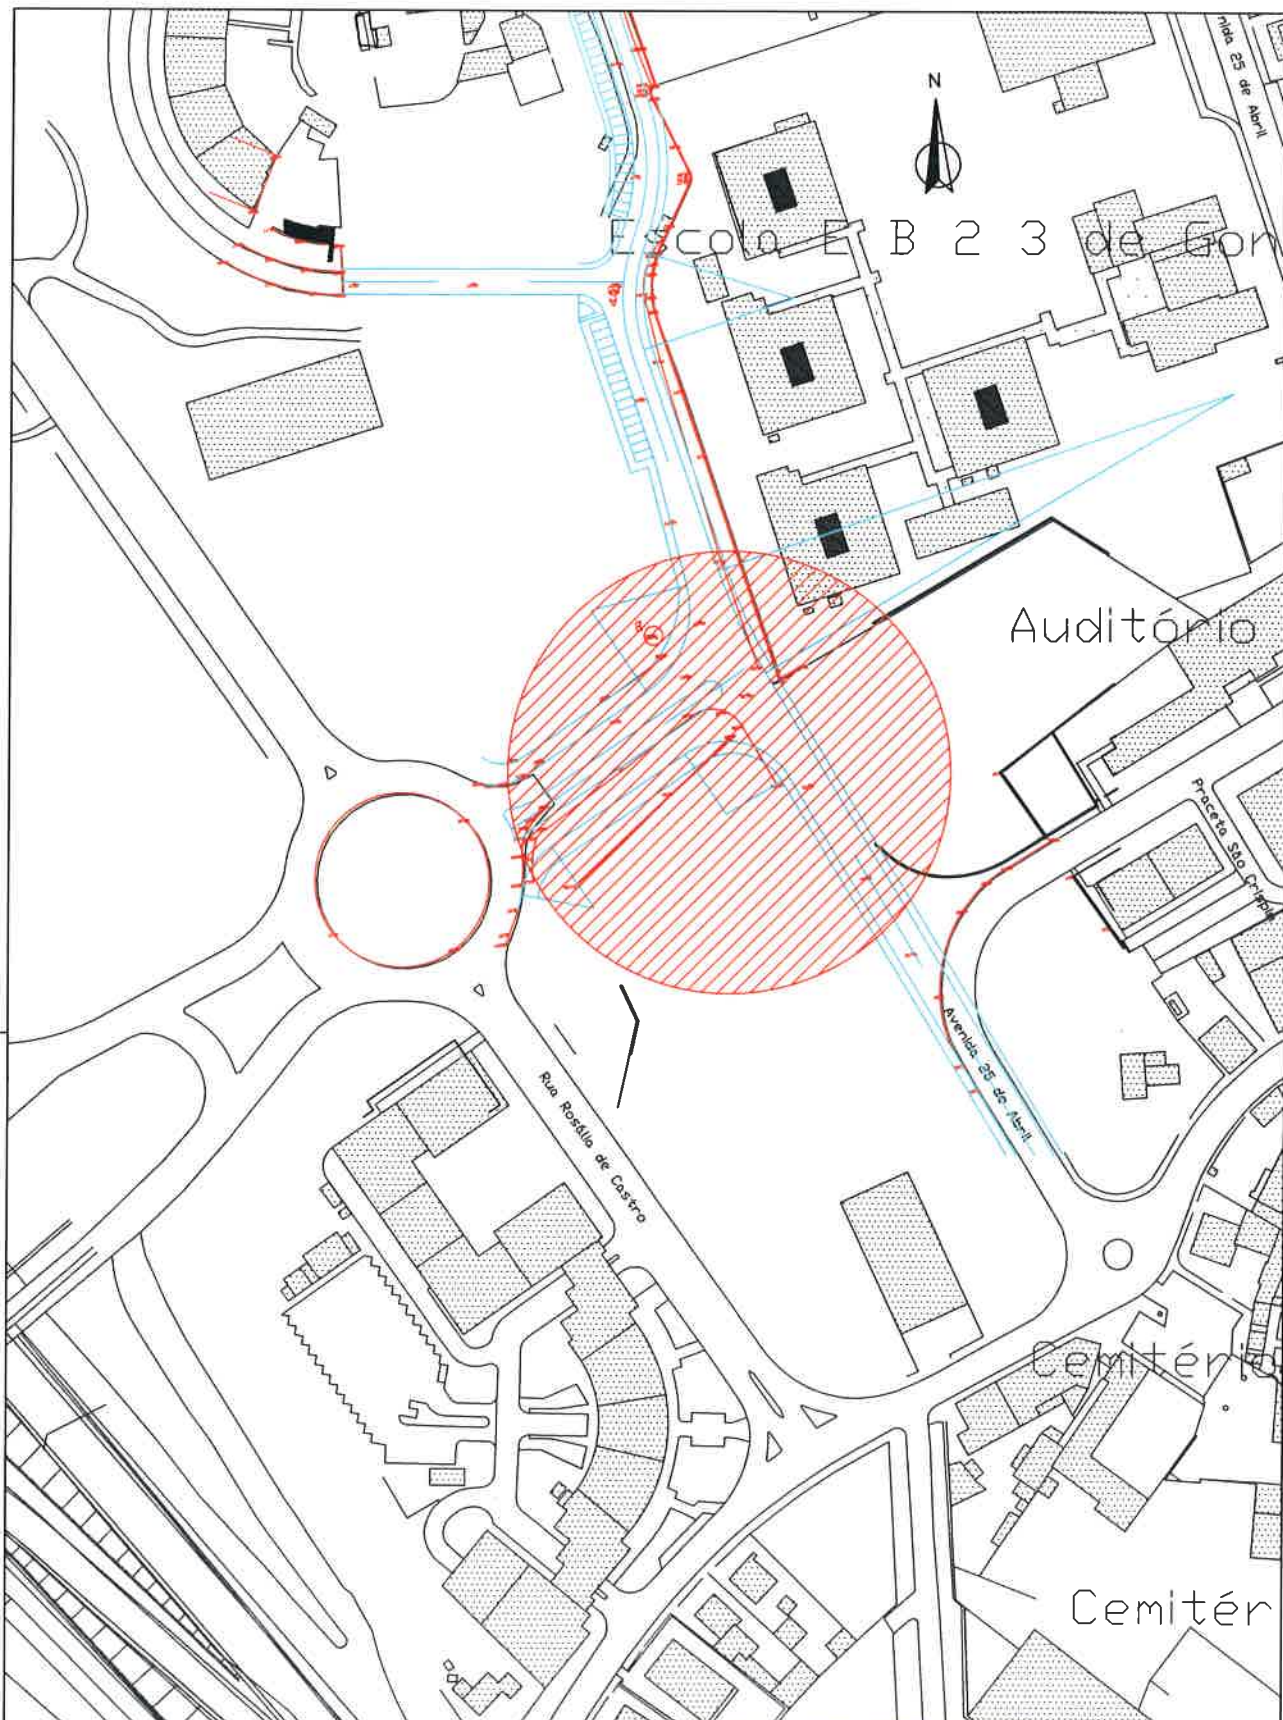 nida 25 de Abril
N
Escola E B 2 3 de Gon
Auditório
Praceta São Crispim
Avenida 25 de Abril
Rua Rosália de Castro
Cemitério
Cemitér